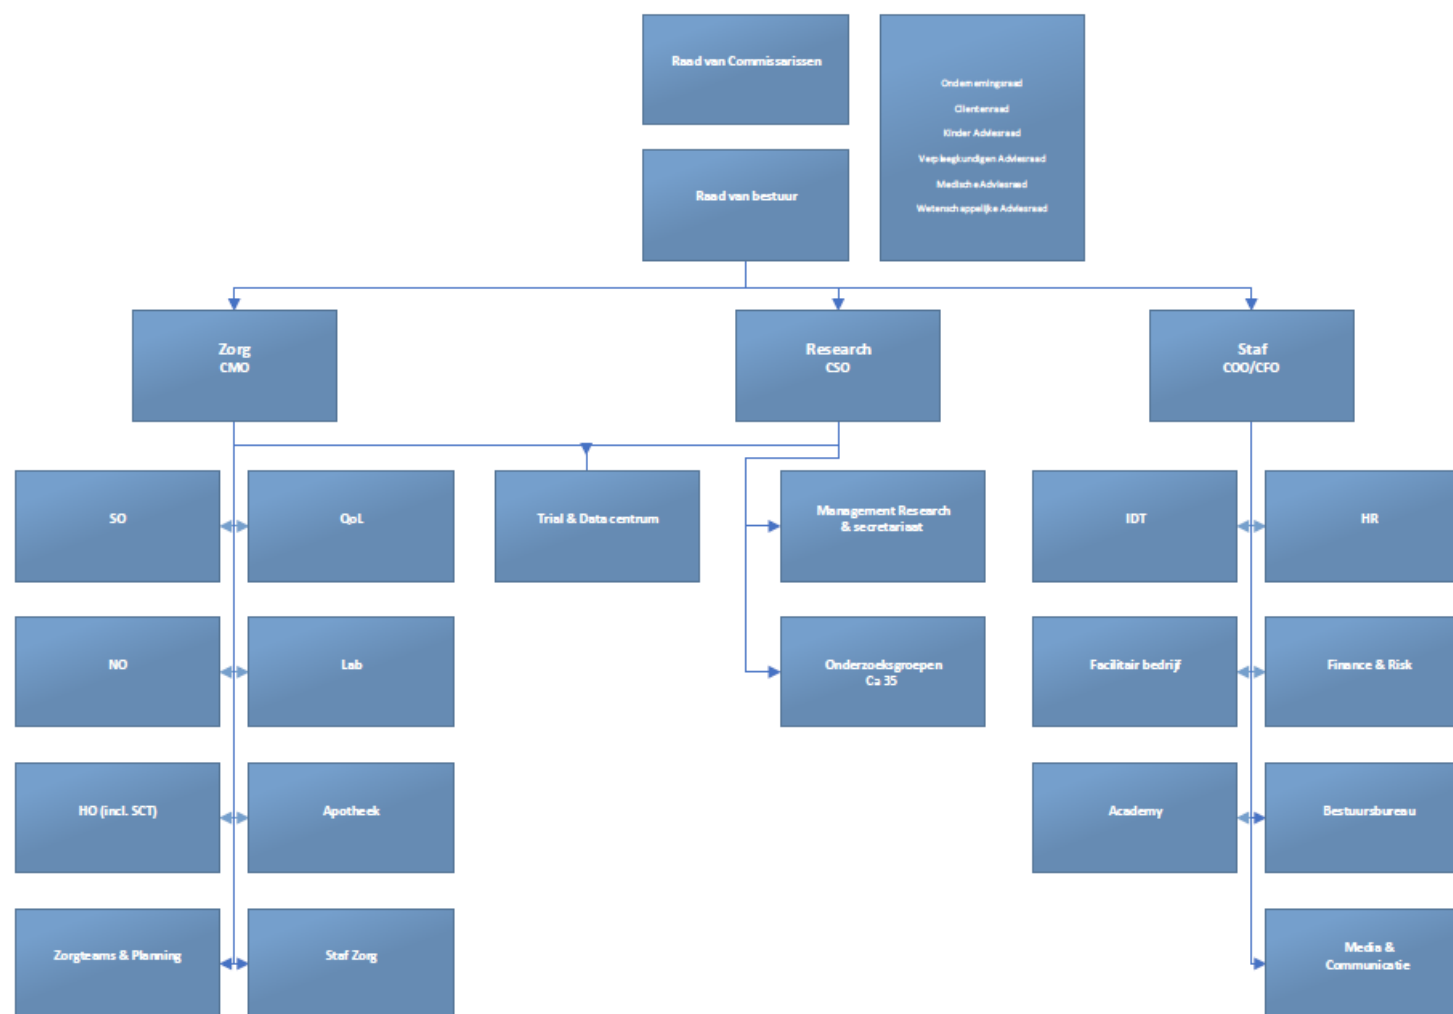 Raad van Commissarissen
Ondernemingsraad
Clientenraad
Kinder Adviesraad
Verpleegkundigen Adviesraad
Medische Adviesraad
Wetenschappelijke Adviesraad
Raad van bestuur
Zorg
CMO
Research
CSO
Staf
COO/CFO
SO
QoL
Trial & Data centrum
Management Research
& secretariaat
IDT
HR
NO
Lab
Onderzoeksgroepen
Ca 35
Facilitair bedrijf
Finance & Risk
HO (incl. SCT)
Apotheek
Academy
Bestuursbureau
Zorgteams & Planning
Staf Zorg
Media &
Communicatie